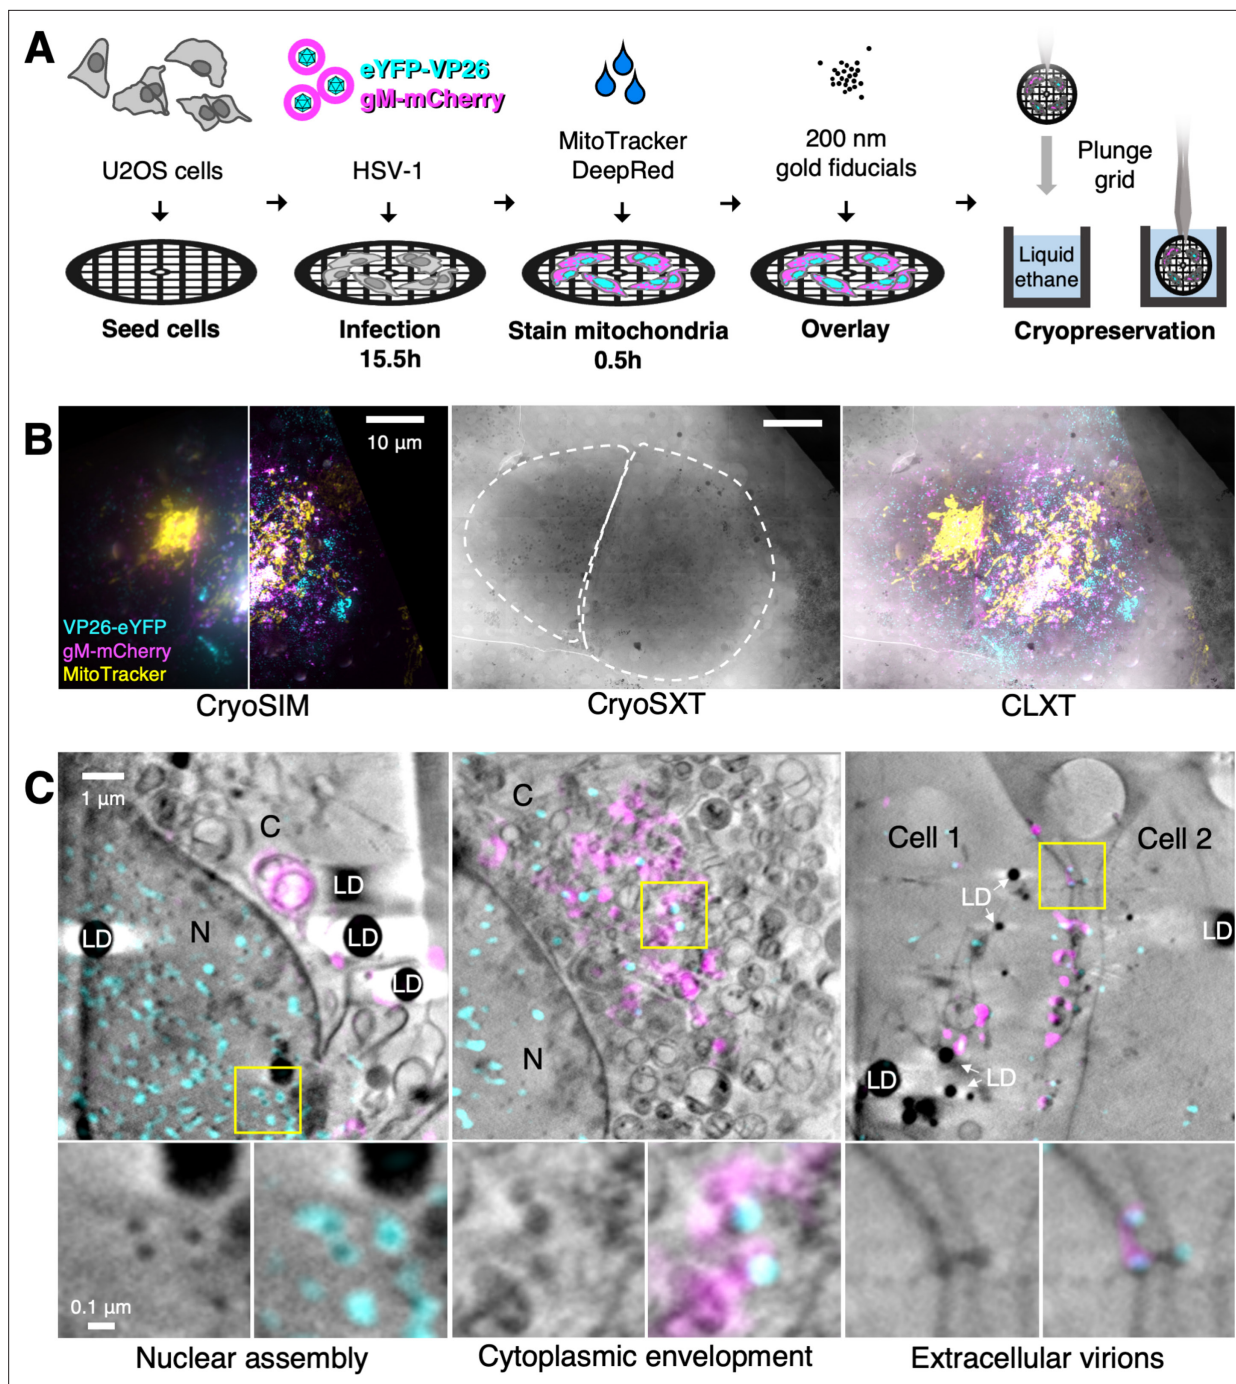 A
eYFP-VP26
gM-mCherry
U2OS cells
HSV-1
MitoTracker
DeepRed
200 nm
gold fiducials
Plunge
grid
Liquid
ethane
Seed cells
Infection
15.5h
Stain mitochondria
0.5h
Overlay
Cryopreservation
B
10 µm
VP26-eYFP
gM-mCherry
MitoTracker
CryoSIM
CryoSXT
CLXT
C
1 µm
C
LD
LD
LD
LD
N
C
N
Cell 1
Cell 2
LD
LD
LD
LD
0.1 µm
Nuclear assembly
Cytoplasmic envelopment
Extracellular virions